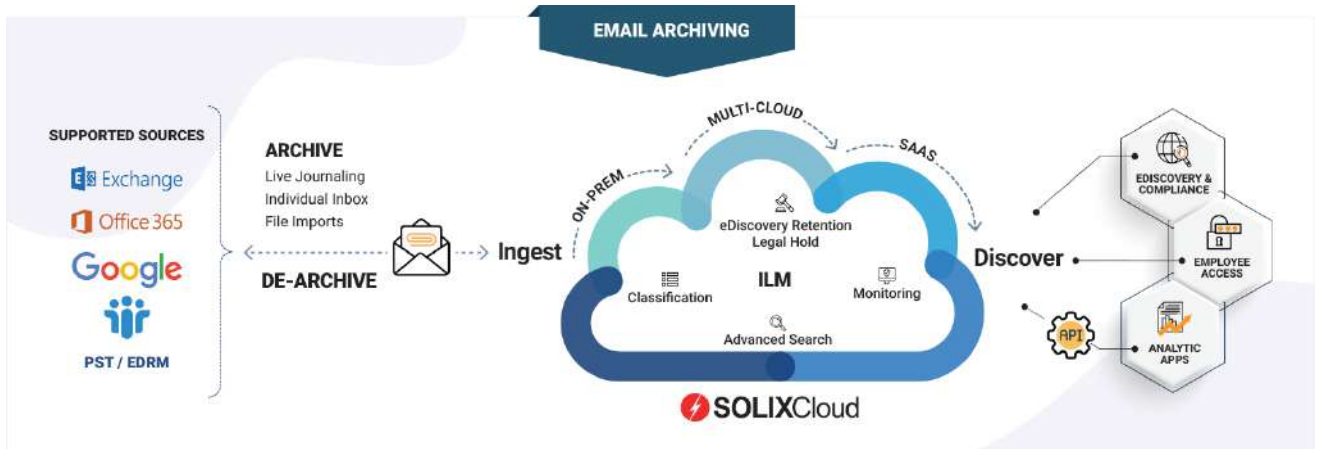 EMAIL ARCHIVING
SUPPORTED SOURCES
E Exchange
Office 365
Google
PST / EDRM
ARCHIVE
Live Journaling
Individual Inbox
File Imports
DE-ARCHIVE
Ingest
ON-PREM
MULTI-CLOUD
SAAS
eDiscovery Retention
Legal Hold
Classification
ILM
Monitoring
Advanced Search
SOLIXCloud
Discover
API
EDISCOVERY &
COMPLIANCE
EMPLOYEE
ACCESS
ANALYTIC
APPS